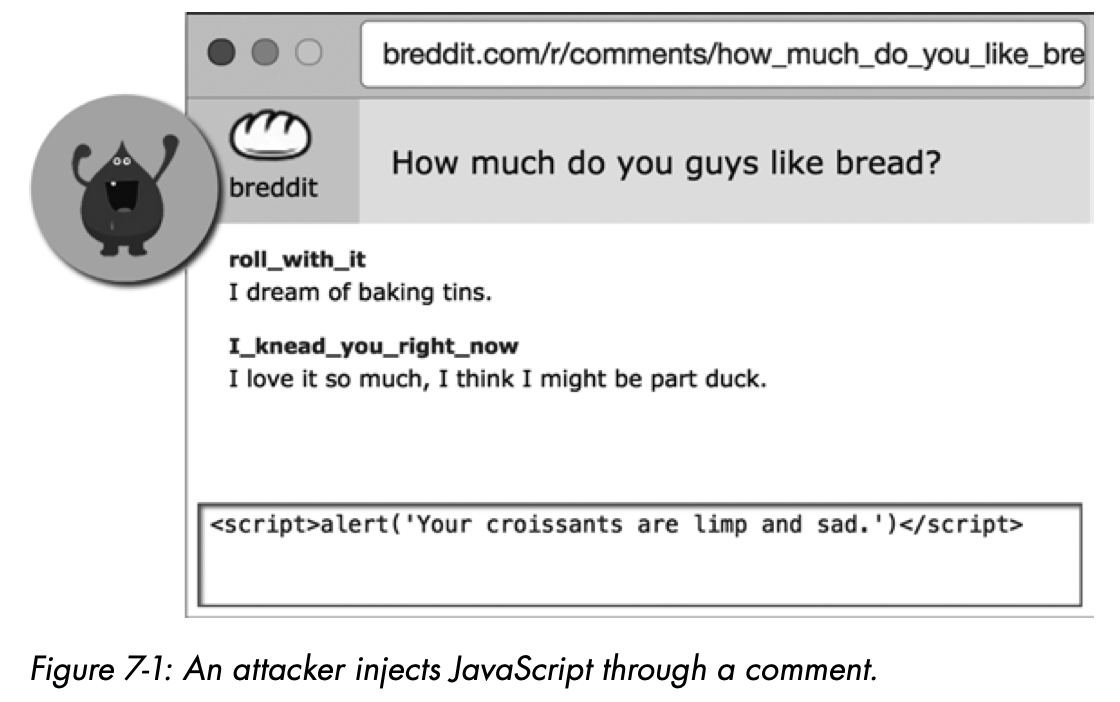 breddit.com/r/comments/how_much_do_you_like_bre
breddit
How much do you guys like bread?
roll_with_it
I dream of baking tins.
I_knead_you_right_now
I love it so much, I think I might be part duck.
<script>alert('Your croissants are limp and sad.')</script>
Figure 7-1: An attacker injects JavaScript through a comment.